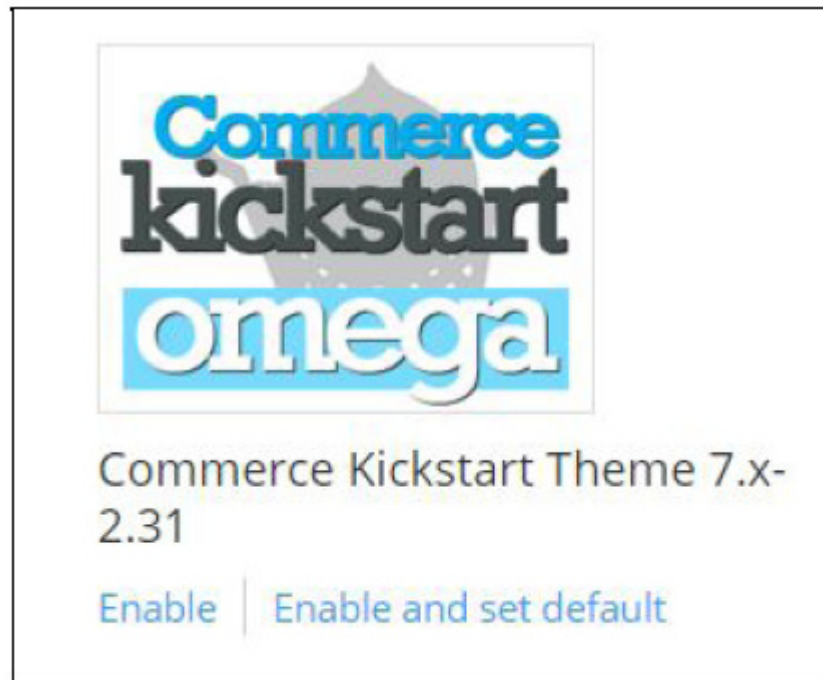 Commerce
kickstart
omega
Commerce Kickstart Theme 7.x-
2.31
Enable Enable and set default